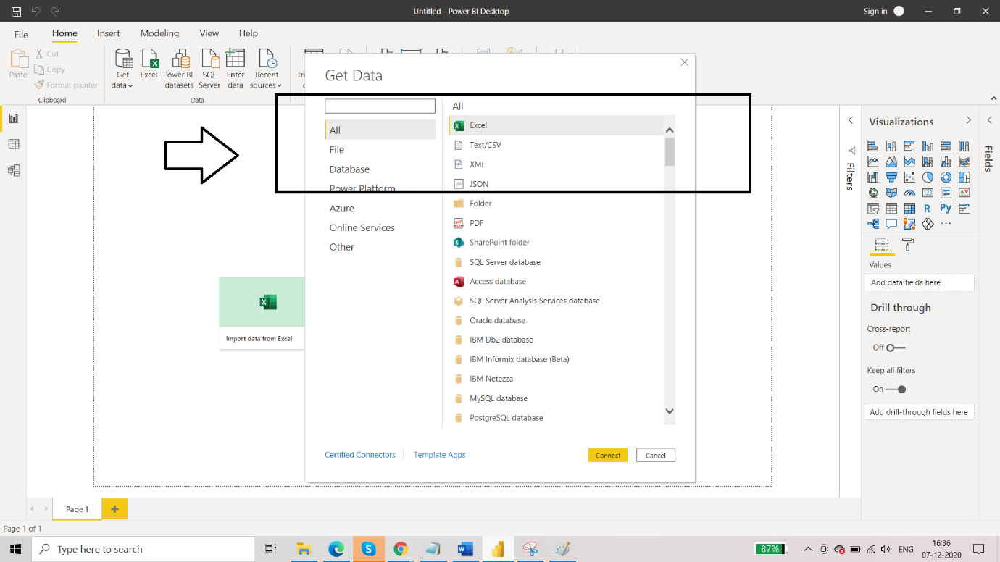 Untitled - Power BI Desktop
Sign in
File
Home
Insert
Modeling
View
Help
Paste
Cut
Copy
Format painter
Clipboard
Get data
Excel
Power BI datasets
SQL Server
Enter data
Recent sources
Data
Get Data
All
File
Database
Power Platform
Azure
Online Services
Other
All
Excel
Text/CSV
XML
JSON
Folder
PDF
SharePoint folder
SQL Server database
Access database
SQL Server Analysis Services database
Oracle database
IBM Db2 database
IBM Informix database (Beta)
IBM Netezza
MySQL database
PostgreSQL database
Certified Connectors
Template Apps
Connect
Cancel
Import data from Excel
Filters
Visualizations
R
Py
123
Values
Add data fields here
Drill through
Cross-report
Off
Keep all filters
On
Add drill-through fields here
Fields
Page 1
Page 1 of 1
Type here to search
87%
ENG
16:36
07-12-2020